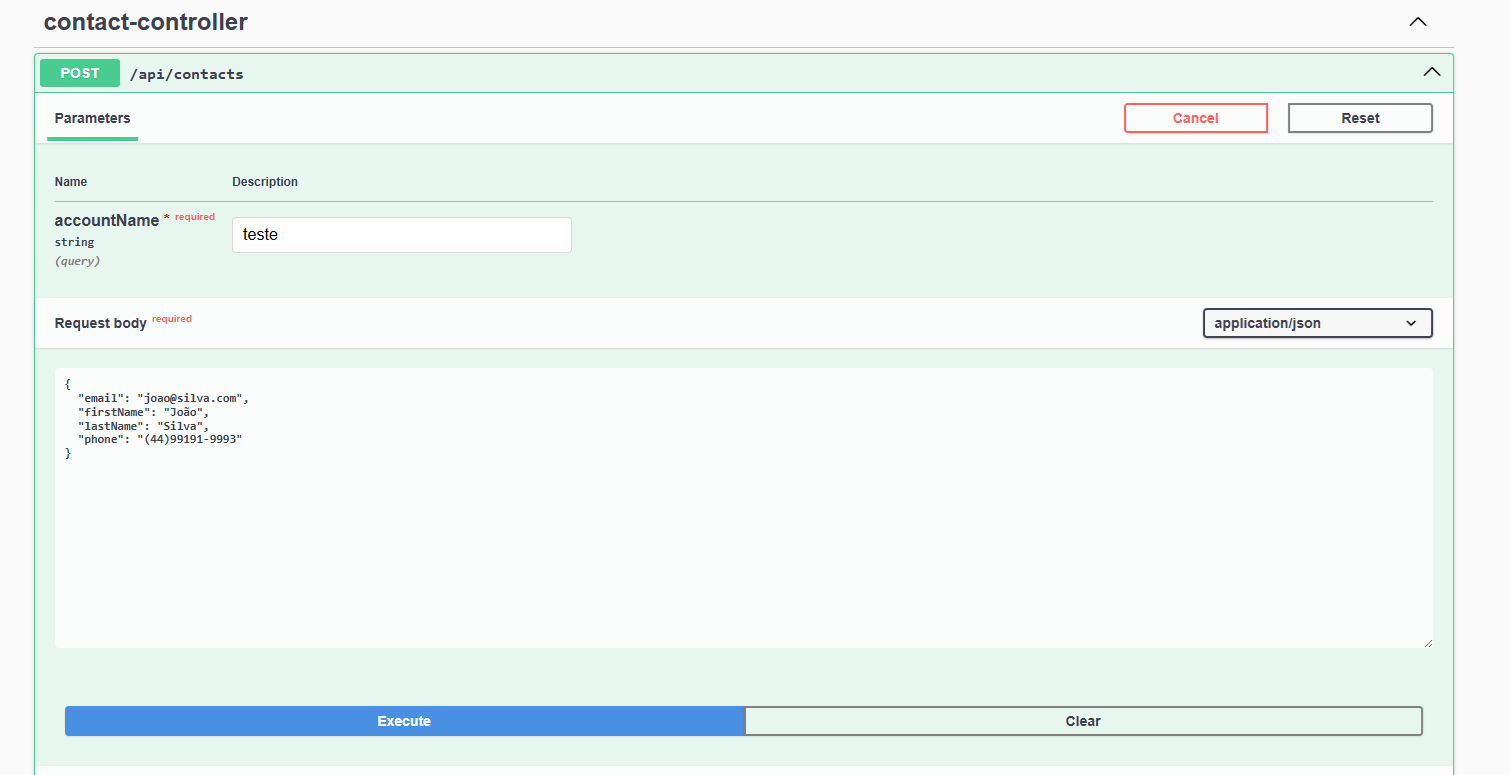 contact-controller
POST /api/contacts
Parameters
Cancel
Reset
Name Description
accountName * required
string
(query)
teste
Request body required
application/json
{
  "email": "joao@silva.com",
  "firstName": "João",
  "lastName": "Silva",
  "phone": "(44)99191-9993"
}
Execute
Clear